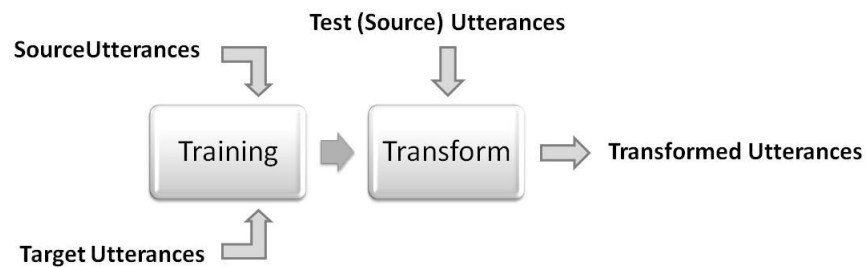 Test (Source) Utterances
SourceUtterances
Training
Transform
Transformed Utterances
Target Utterances